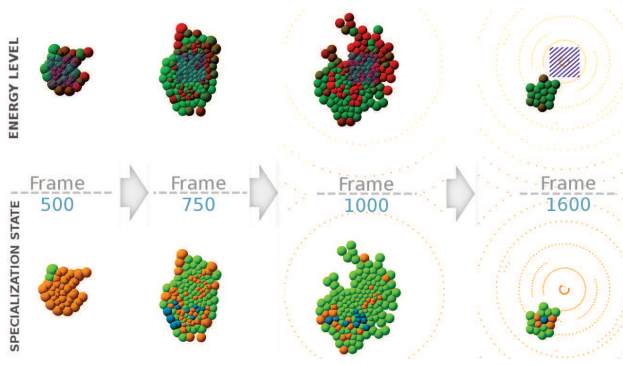 ENERGY LEVEL
Frame
500
Frame
750
Frame
1000
Frame
1600
SPECIALIZATION STATE